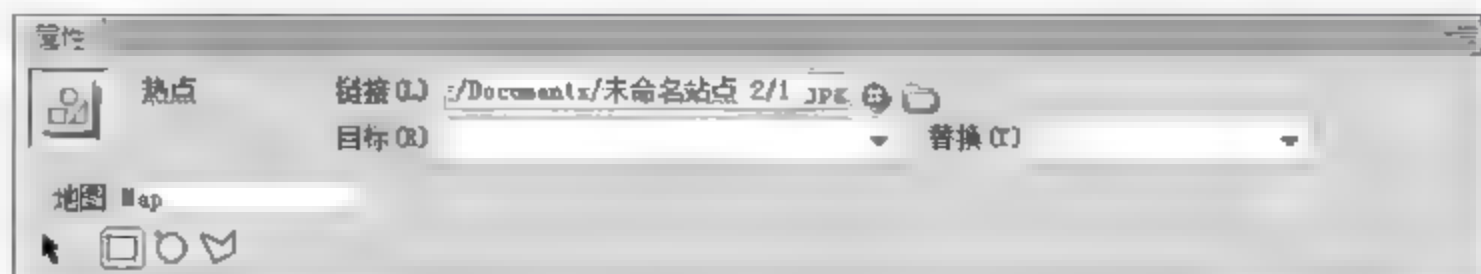 属性
热点 链接(L) :/Documents/未命名站点 2/1 jpg
目标(R) 替换(T)
地图 Map